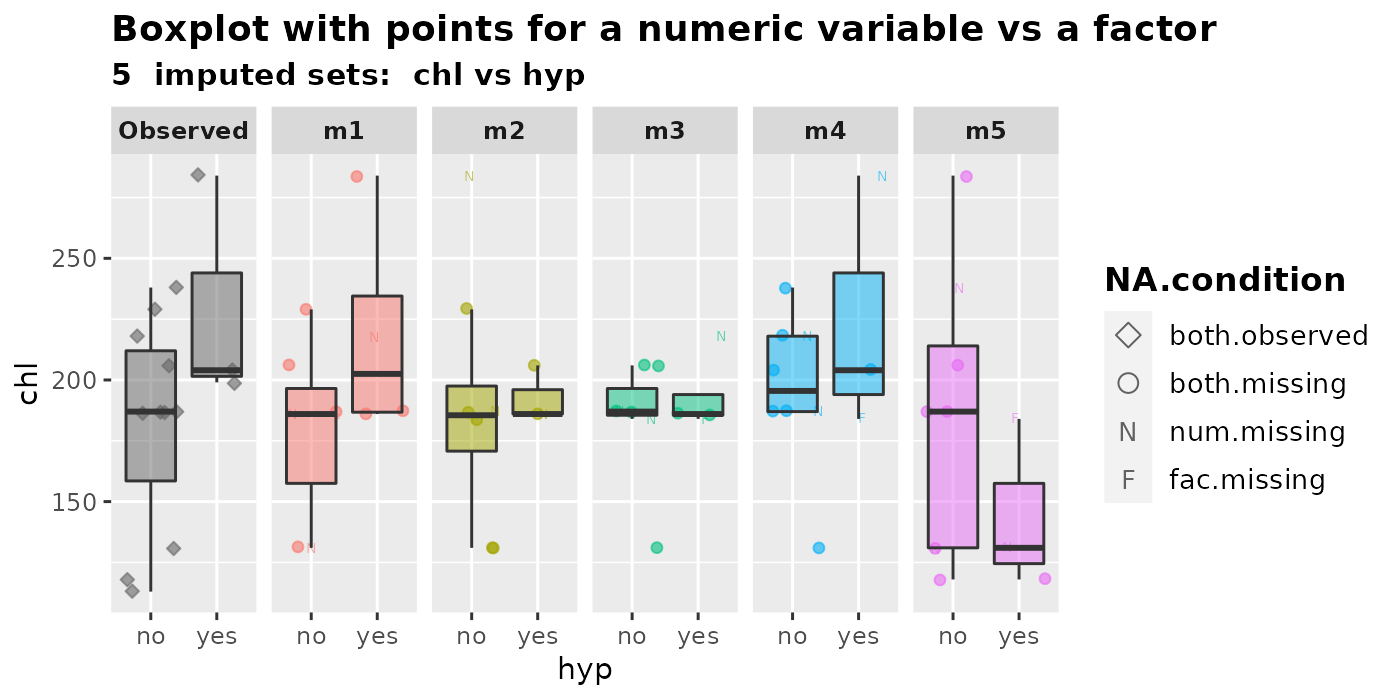 Boxplot with points for a numeric variable vs a factor
5 imputed sets: chl vs hyp
Observed m1 m2 m3 m4 m5
250
200
150
chl
no yes no yes no yes no yes no yes no yes
hyp
NA.condition
both.observed
both.missing
N num.missing
F fac.missing